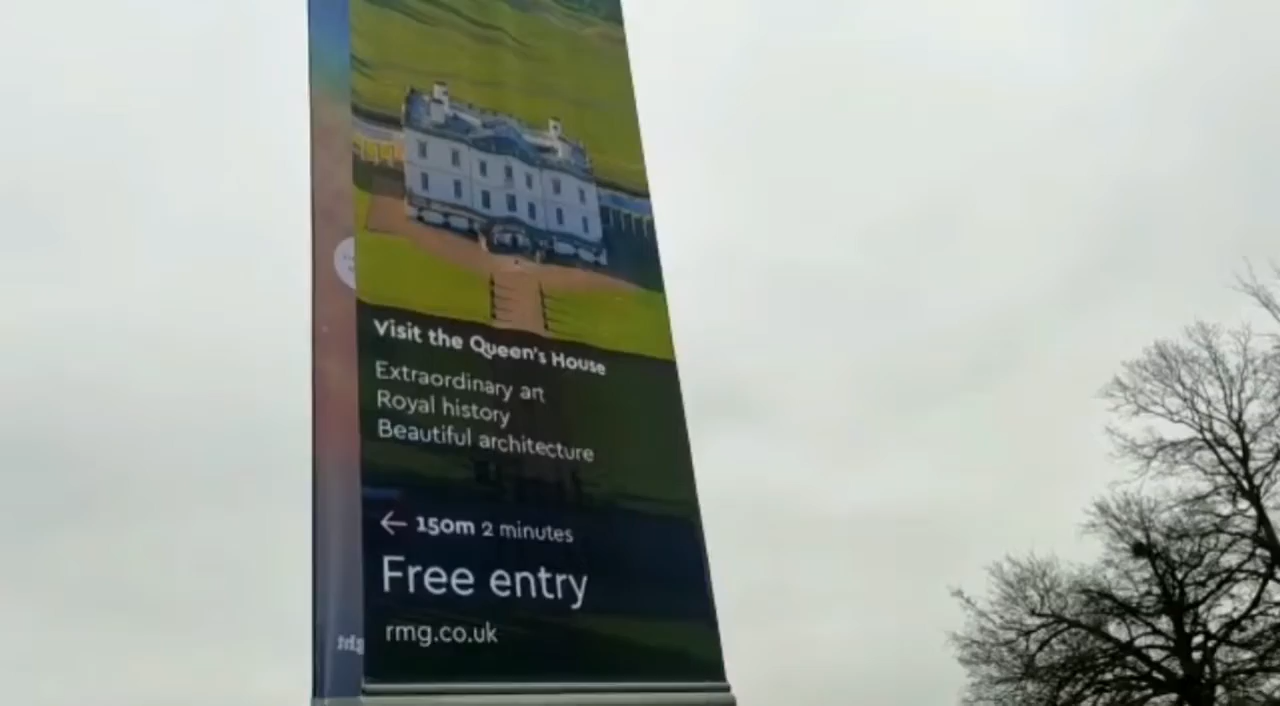 Visit the Queen's House
Extraordinary art
Royal history
Beautiful architecture
← 150m 2 minutes
Free entry
rmg.co.uk